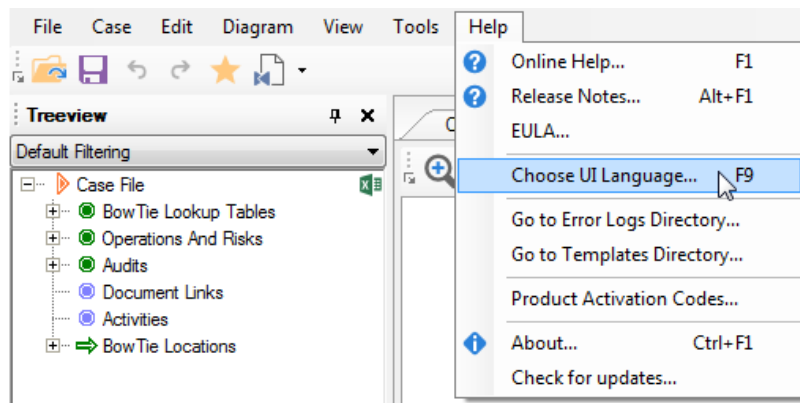 File Case Edit Diagram View Tools Help
Treeview
Default Filtering
Case File
BowTie Lookup Tables
Operations And Risks
Audits
Document Links
Activities
BowTie Locations
Online Help... F1
Release Notes... Alt+F1
EULA...
Choose UI Language... F9
Go to Error Logs Directory...
Go to Templates Directory...
Product Activation Codes...
About... Ctrl+F1
Check for updates...